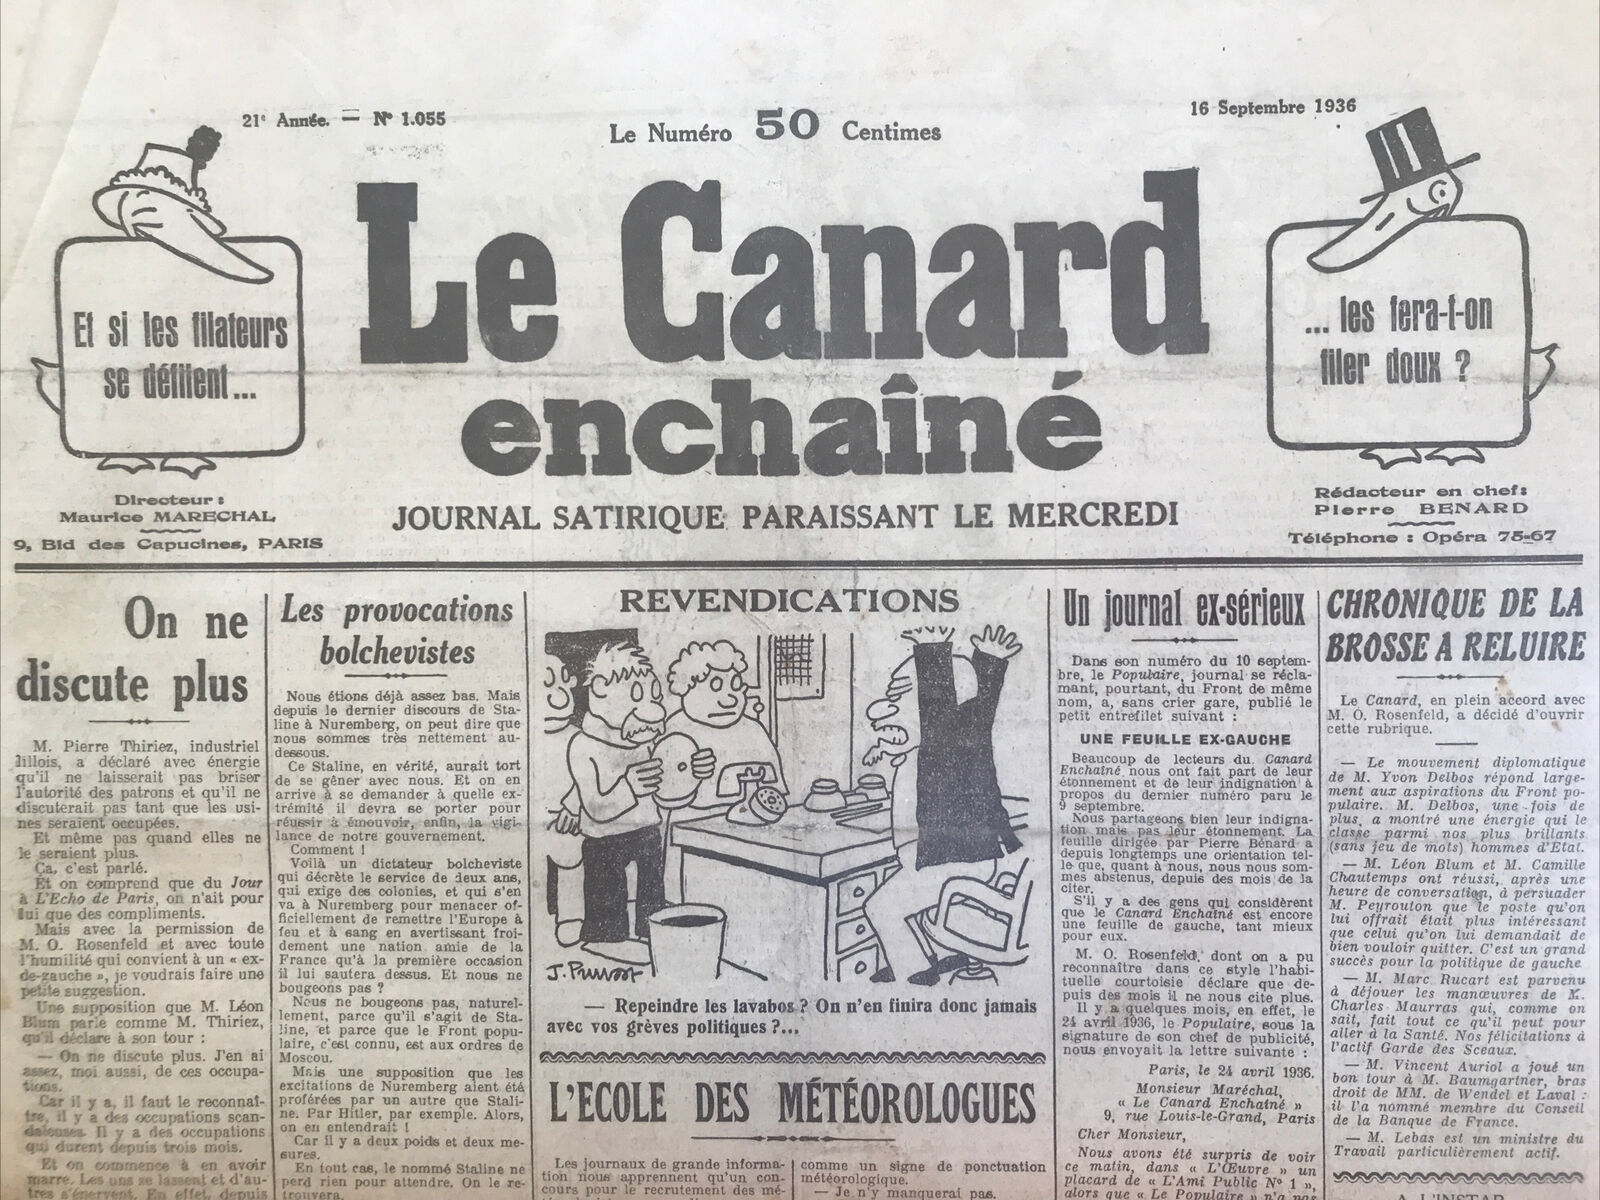 21e Année. — N° 1.055
Le Numéro 50 Centimes
16 Septembre 1936
Et si les filateurs
se défilent...
Le Canard
enchaîné
... les fera-t-on
filer doux ?
JOURNAL SATIRIQUE PARAISSANT LE MERCREDI
Directeur :
Maurice MARECHAL
9, Bld des Capucines, PARIS
Rédacteur en chef:
Pierre BENARD
Téléphone : Opéra 75-67
On ne
discute plus
M. Pierre Thiriez, industriel
lillois, a déclaré avec énergie
qu'il ne laisserait pas briser
l'autorité des patrons et qu'il ne
discuterait pas tant que les usi-
nes seraient occupées.
Et même pas quand elles ne
le seraient plus.
Ça, c'est parlé.
Et on comprend que du Jour
à L'Echo de Paris, on n'ait pour
lui que des compliments.
Mais avec la permission de
M. O. Rosenfeld et avec toute
l'humilité qui convient à un « ex-
de-gauche », je voudrais faire une
petite suggestion.
Une supposition que M. Léon
Blum parle comme M. Thiriez,
qu'il déclare à son tour :
— On ne discute plus. J'en ai
assez, moi aussi, de ces occupa-
tions.
Car il y a, il faut le reconnaî-
tre, il y a des occupations scan-
daleuses. Il y a des occupations
qui durent depuis trois mois.
Et on commence à en avoir
marre. Les uns se lassent et d'au-
tres s'énervent. En effet, depuis
Les provocations
bolchevistes
Nous étions déjà assez bas. Mais
depuis le dernier discours de Sta-
line à Nuremberg, on peut dire que
nous sommes très nettement au-
dessous.
Ce Staline, en vérité, aurait tort
de se gêner avec nous. Et on en
arrive à se demander à quelle ex-
trémité il devra se porter pour
réussir à émouvoir, enfin, la vigi-
lance de notre gouvernement.
Comment !
Voilà un dictateur bolcheviste
qui décrète le service de deux ans,
qui exige des colonies, et qui s'en
va à Nuremberg pour menacer of-
ficiellement de remettre l'Europe à
feu et à sang en avertissant froi-
dement une nation amie de la
France qu'à la première occasion
il lui sautera dessus. Et nous ne
bougeons pas ?
Nous ne bougeons pas, naturel-
lement, parce qu'il s'agit de Sta-
line, et parce que le Front popu-
laire, c'est connu, est aux ordres de
Moscou.
Mais une supposition que les
excitations de Nuremberg aient été
proférées par un autre que Stali-
ne. Par Hitler, par exemple. Alors,
on en entendrait !
Car il y a deux poids et deux me-
sures.
En tout cas, le nommé Staline ne
perd rien pour attendre. On le re-
trouvera.
REVENDICATIONS
— Repeindre les lavabos ? On n'en finira donc jamais
avec vos grèves politiques ?...
L'ECOLE DES MÉTÉOROLOGUES
Les journaux de grande informa-
tion nous apprennent qu'un con-
cours pour le recrutement des mé-
comme un signe de ponctuation
météorologique.
— Je n'y manquerai pas.
Un journal ex-sérieux
Dans son numéro du 10 septem-
bre, le Populaire, journal se récla-
mant, pourtant, du Front de même
nom, a, sans crier gare, publié le
petit entrefilet suivant :
UNE FEUILLE EX-GAUCHE
Beaucoup de lecteurs du Canard
Enchaîné nous ont fait part de leur
étonnement et de leur indignation à
propos du dernier numéro paru le
9 septembre.
Nous partageons bien leur indigna-
tion mais pas leur étonnement. La
feuille dirigée par Pierre Bénard a
depuis longtemps une orientation tel-
le que, quant à nous, nous nous som-
mes abstenus, depuis des mois de la
citer.
S'il y a des gens qui considèrent
que le Canard Enchaîné est encore
une feuille de gauche, tant mieux
pour eux.
M. O. Rosenfeld, dont on a pu
reconnaître dans ce style l'habi-
tuelle courtoisie déclare que de-
puis des mois il ne nous cite plus.
Il y a quelques mois, en effet, le
24 avril 1936, le Populaire, sous la
signature de son chef de publicité,
nous envoyait la lettre suivante :
Paris, le 24 avril 1936.
Monsieur Maréchal,
« Le Canard Enchaîné »
9, rue Louis-le-Grand, Paris
Cher Monsieur,
Nous avons été surpris de voir
ce matin, dans « L'Œuvre » un
placard de « L'Ami Public N° 1 »,
alors que « Le Populaire » n'a pas
CHRONIQUE DE LA
BROSSE A RELUIRE
Le Canard, en plein accord avec
M. O. Rosenfeld, a décidé d'ouvrir
cette rubrique.
— Le mouvement diplomatique
de M. Yvon Delbos répond large-
ment aux aspirations du Front po-
pulaire. M. Delbos, une fois de
plus, a montré une énergie qui le
classe parmi nos plus brillants
(sans jeu de mots) hommes d'Etat.
— M. Léon Blum et M. Camille
Chautemps ont réussi, après une
heure de conversation, à persuader
M. Peyrouton que le poste qu'on
lui offrait était plus intéressant
que celui qu'on lui demandait de
bien vouloir quitter. C'est un grand
succès pour la politique de gauche
— M. Marc Rucart est parvenu
à déjouer les manœuvres de M.
Charles Maurras qui, comme on
sait, fait tout ce qu'il peut pour
aller à la Santé. Nos félicitations à
l'actif Garde des Sceaux.
— M. Vincent Auriol a joué un
bon tour à M. Baumgartner, bras
droit de MM. de Wendel et Laval :
il l'a nommé membre du Conseil
de la Banque de France.
— M. Lebas est un ministre du
Travail particulièrement actif.